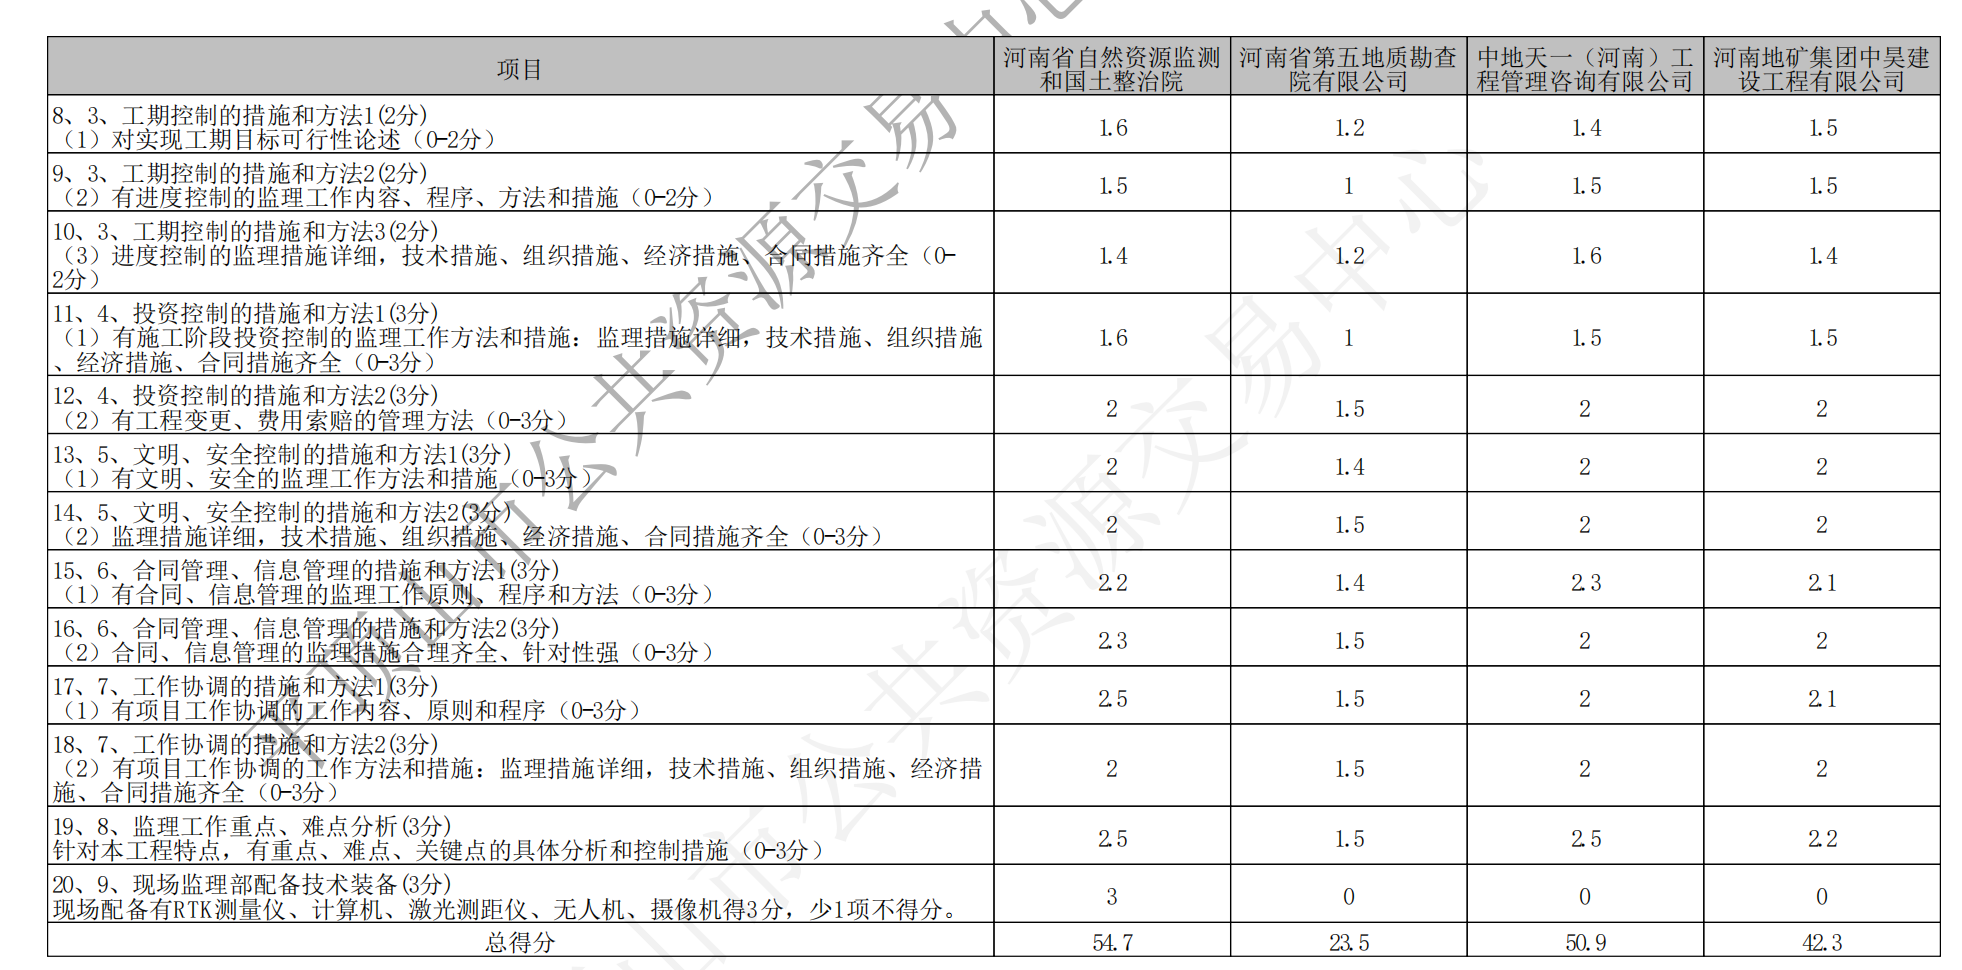 项目
河南省自然资源监测
和国土整治院
河南省第五地质勘查
院有限公司
中地天一（河南）工
程管理咨询有限公司
河南地矿集团中昊建
设工程有限公司
8、3、工期控制的措施和方法1(2分)
（1）对实现工期目标可行性论述（0-2分）
1.6
1.2
1.4
1.5
9、3、工期控制的措施和方法2(2分)
（2）有进度控制的监理工作内容、程序、方法和措施（0-2分）
1.5
1
1.5
1.5
10、3、工期控制的措施和方法3(2分)
（3）进度控制的监理措施详细，技术措施、组织措施、经济措施、合同措施齐全（0-
2分）
1.4
1.2
1.6
1.4
11、4、投资控制的措施和方法1(3分)
（1）有施工阶段投资控制的监理工作方法和措施：监理措施详细，技术措施、组织措施
、经济措施、合同措施齐全（0-3分）
1.6
1
1.5
1.5
12、4、投资控制的措施和方法2(3分)
（2）有工程变更、费用索赔的管理方法（0-3分）
2
1.5
2
2
13、5、文明、安全控制的措施和方法1(3分)
（1）有文明、安全的监理工作方法和措施（0-3分）
2
1.4
2
2
14、5、文明、安全控制的措施和方法2(3分)
（2）监理措施详细，技术措施、组织措施、经济措施、合同措施齐全（0-3分）
2
1.5
2
2
15、6、合同管理、信息管理的措施和方法1(3分)
（1）有合同、信息管理的监理工作原则、程序和方法（0-3分）
2.2
1.4
2.3
2.1
16、6、合同管理、信息管理的措施和方法2(3分)
（2）合同、信息管理的监理措施合理齐全、针对性强（0-3分）
2.3
1.5
2
2
17、7、工作协调的措施和方法1(3分)
（1）有项目工作协调的工作内容、原则和程序（0-3分）
2.5
1.5
2
2.1
18、7、工作协调的措施和方法2(3分)
（2）有项目工作协调的工作方法和措施：监理措施详细，技术措施、组织措施、经济措
施、合同措施齐全（0-3分）
2
1.5
2
2
19、8、监理工作重点、难点分析(3分)
针对本工程特点，有重点、难点、关键点的具体分析和控制措施（0-3分）
2.5
1.5
2.5
2.2
20、9、现场监理部配备技术装备(3分)
现场配备有RTK测量仪、计算机、激光测距仪、无人机、摄像机得3分，少1项不得分。
3
0
0
0
总得分
54.7
23.5
50.9
42.3
平顶山市公共资源交易中心
山市公共资源交易中心